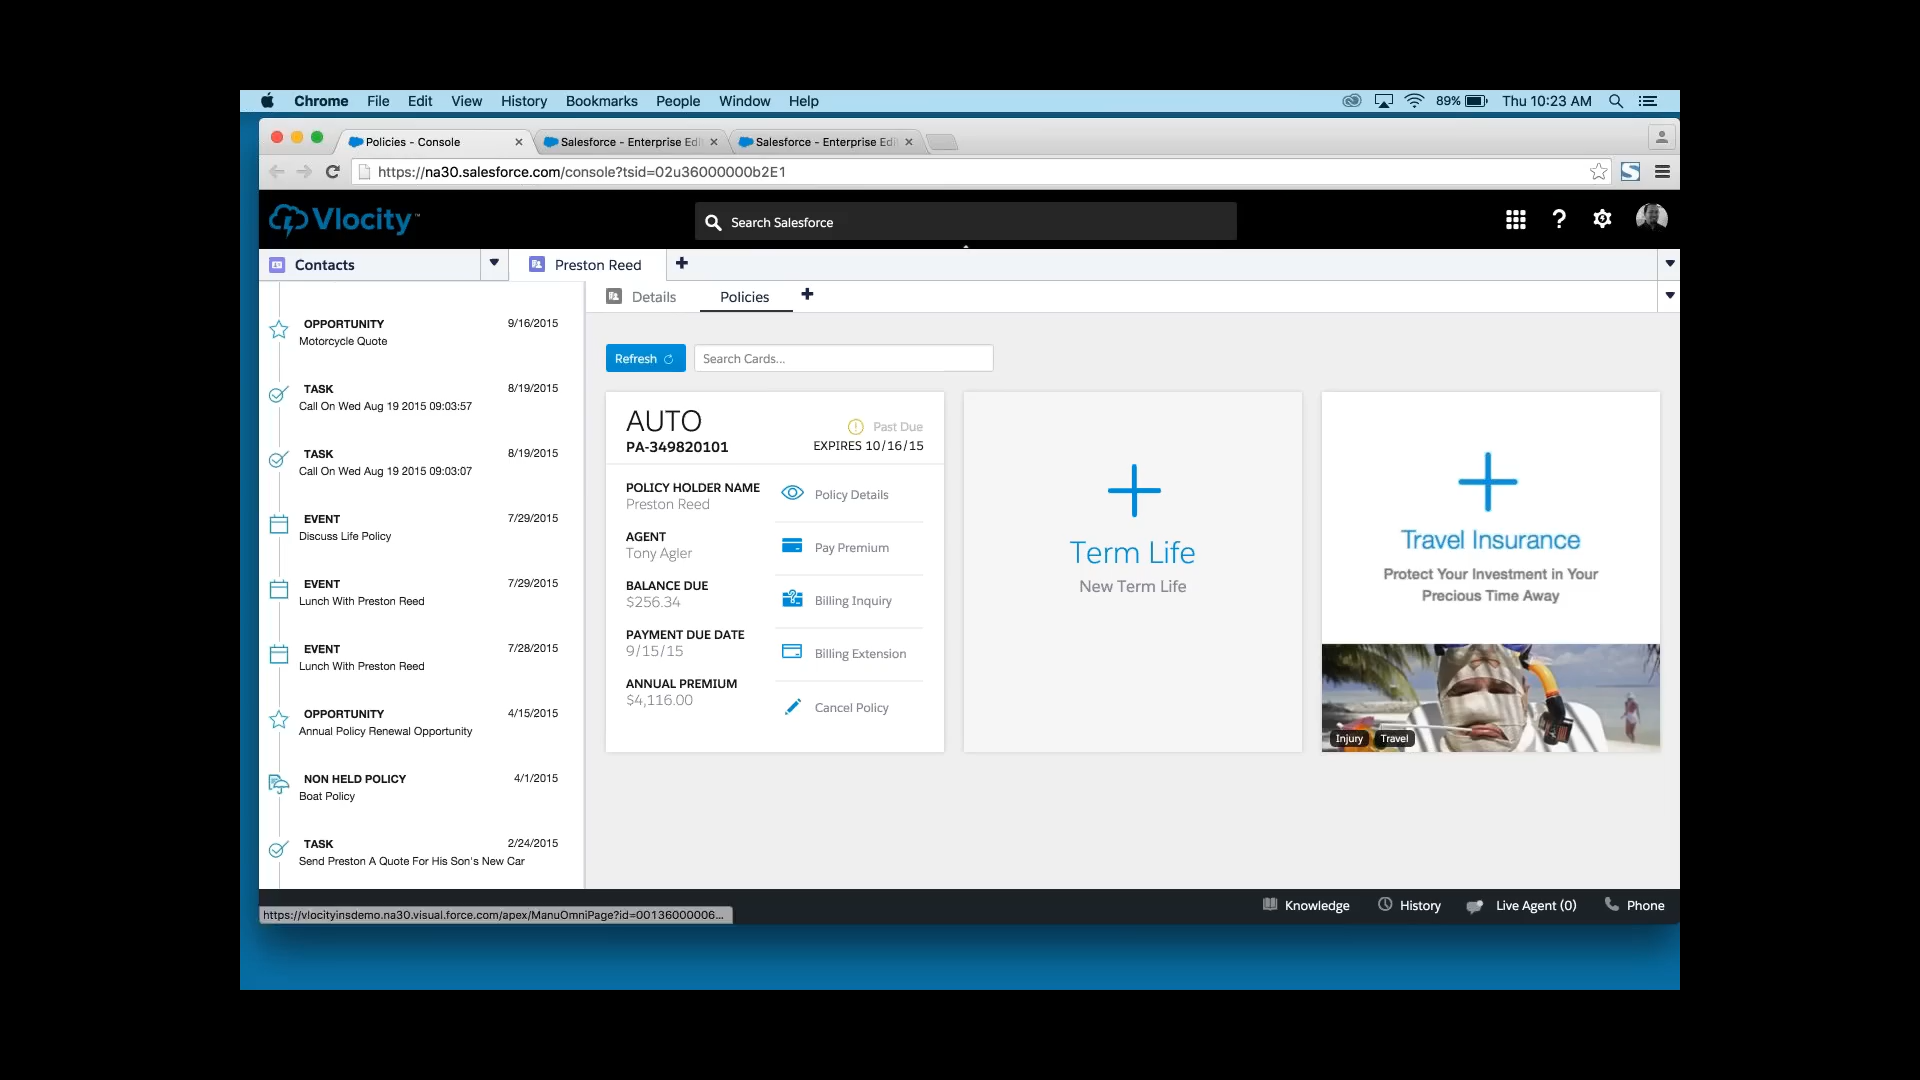 Chrome File Edit View History Bookmarks People Window Help 89% Thu 10:23 AM
Policies - Console Salesforce - Enterprise Edi Salesforce - Enterprise Edi
https://na30.salesforce.com/console?tsid=02u36000000b2E1
Vlocity™ Search Salesforce ?
Contacts Preston Reed
Details Policies
Refresh Search Cards...
OPPORTUNITY 9/16/2015
Motorcycle Quote
TASK 8/19/2015
Call On Wed Aug 19 2015 09:03:57
TASK 8/19/2015
Call On Wed Aug 19 2015 09:03:07
EVENT 7/29/2015
Discuss Life Policy
EVENT 7/29/2015
Lunch With Preston Reed
EVENT 7/28/2015
Lunch With Preston Reed
OPPORTUNITY 4/15/2015
Annual Policy Renewal Opportunity
NON HELD POLICY 4/1/2015
Boat Policy
TASK 2/24/2015
Send Preston A Quote For His Son's New Car
AUTO Past Due
PA-349820101 EXPIRES 10/16/15
POLICY HOLDER NAME
Preston Reed
AGENT
Tony Agler
BALANCE DUE
$256.34
PAYMENT DUE DATE
9/15/15
ANNUAL PREMIUM
$4,116.00
Policy Details
Pay Premium
Billing Inquiry
Billing Extension
Cancel Policy
Term Life
New Term Life
Travel Insurance
Protect Your Investment in Your
Precious Time Away
Injury Travel
https://vlocityinsdemo.na30.visual.force.com/apex/ManuOmniPage?id=00136000006...
Knowledge History Live Agent (0) Phone